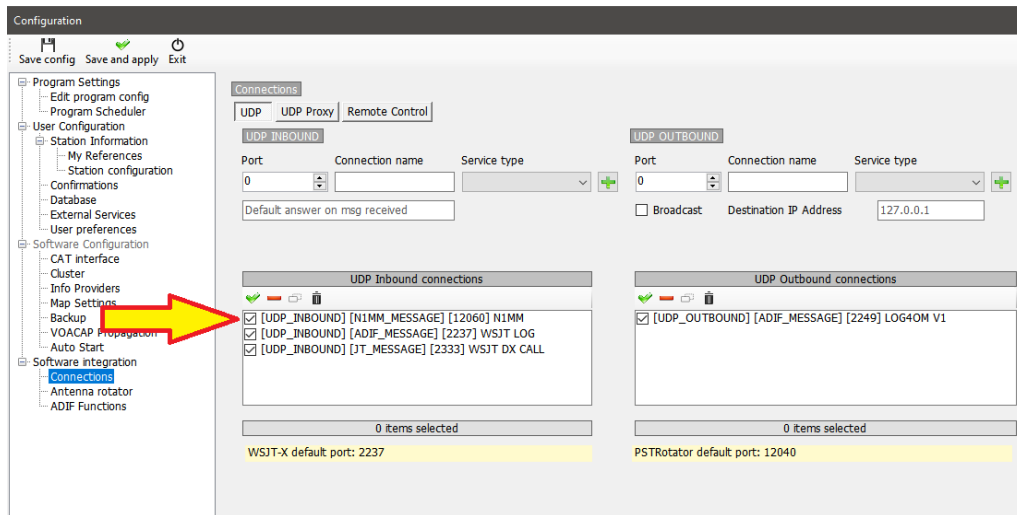 Configuration
Save config Save and apply Exit
Program Settings
Edit program config
Program Scheduler
User Configuration
Station Information
My References
Station configuration
Confirmations
Database
External Services
User preferences
Software Configuration
CAT interface
Cluster
Info Providers
Map Settings
Backup
VOACAP Propagation
Auto Start
Software integration
Connections
Antenna rotator
ADIF Functions
Connections
UDP UDP Proxy Remote Control
UDP INBOUND
Port Connection name Service type
0
Default answer on msg received
UDP Inbound connections
[UDP_INBOUND] [N1MM_MESSAGE] [12060] N1MM
[UDP_INBOUND] [ADIF_MESSAGE] [2237] WSJT LOG
[UDP_INBOUND] [JT_MESSAGE] [2333] WSJT DX CALL
0 items selected
WSJT-X default port: 2237
UDP OUTBOUND
Port Connection name Service type
0
Broadcast Destination IP Address 127.0.0.1
UDP Outbound connections
[UDP_OUTBOUND] [ADIF_MESSAGE] [2249] LOG4OM V1
0 items selected
PSTRotator default port: 12040